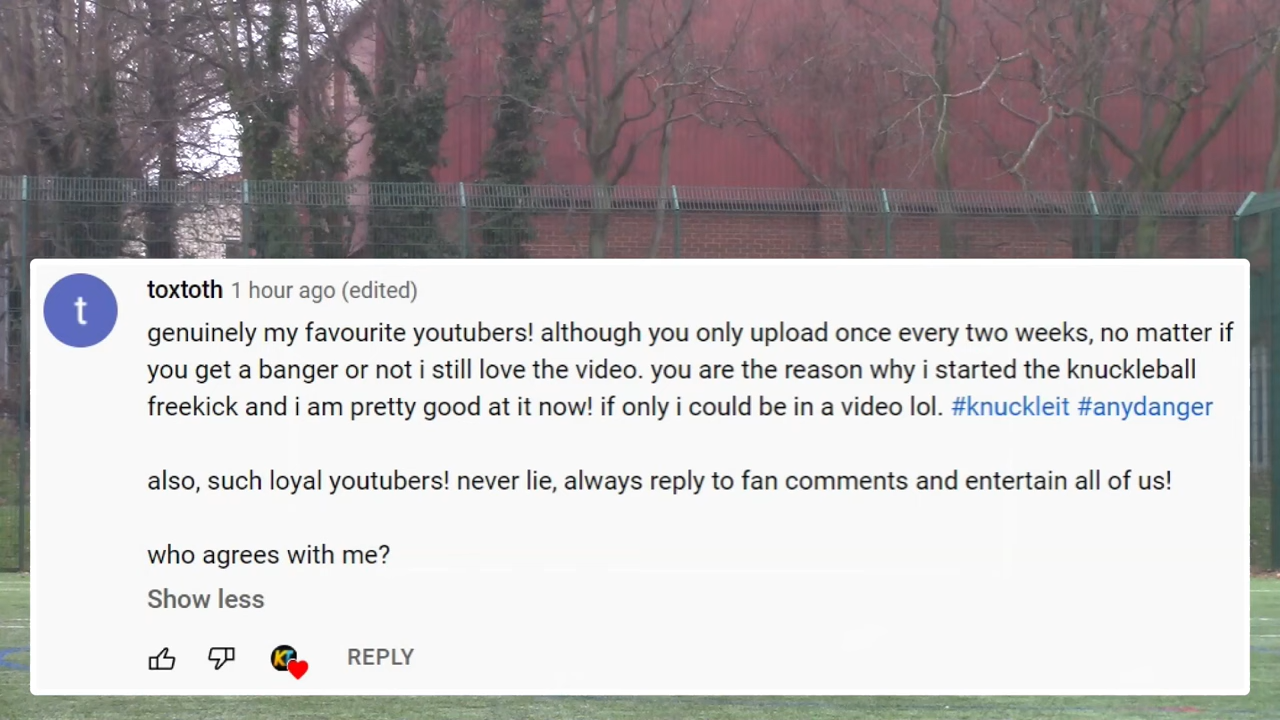 t
toxtoth 1 hour ago (edited)
genuinely my favourite youtubers! although you only upload once every two weeks, no matter if
you get a banger or not i still love the video. you are the reason why i started the knuckleball
freekick and i am pretty good at it now! if only i could be in a video lol. #knuckleit #anydanger
also, such loyal youtubers! never lie, always reply to fan comments and entertain all of us!
who agrees with me?
Show less
REPLY